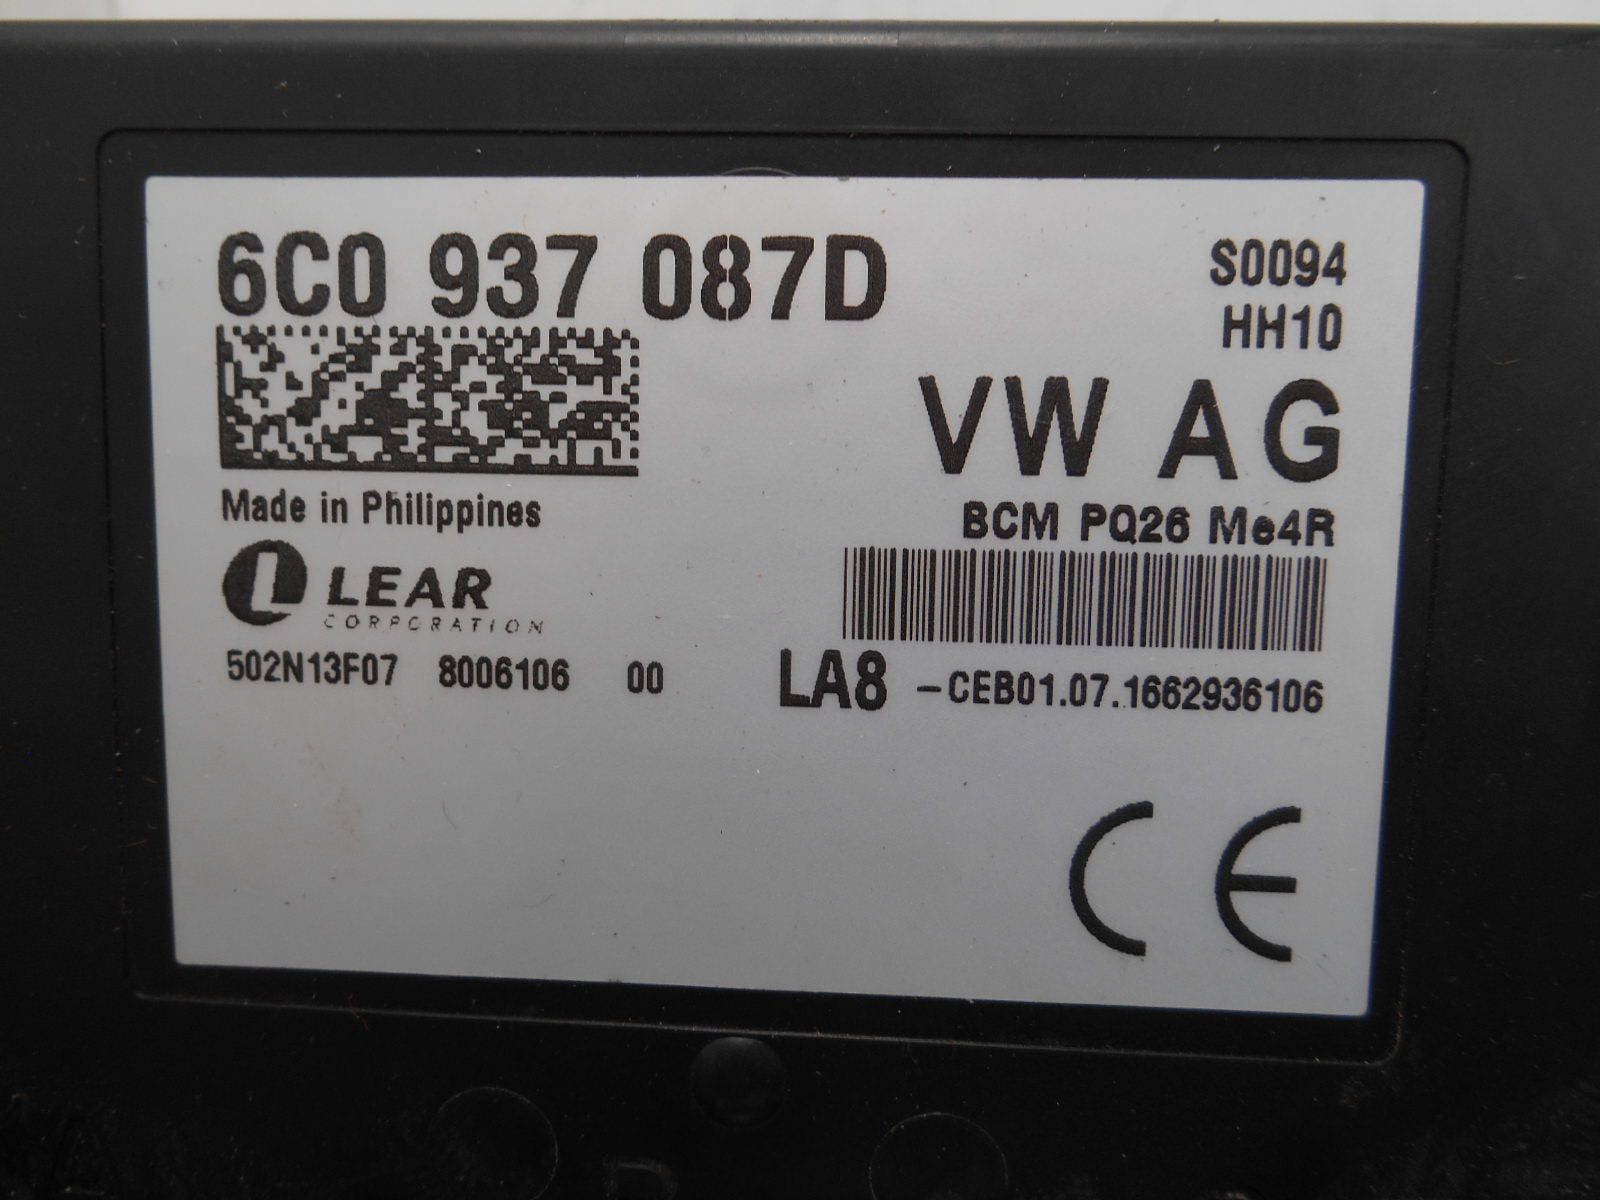 6C0 937 087D
S0094
HH10
VW AG
BCM PQ26 Me4R
Made in Philippines
LEAR
CORPORATION
502N13F07 8006106 00
LA8 -CEB01.07.1662936106
CE